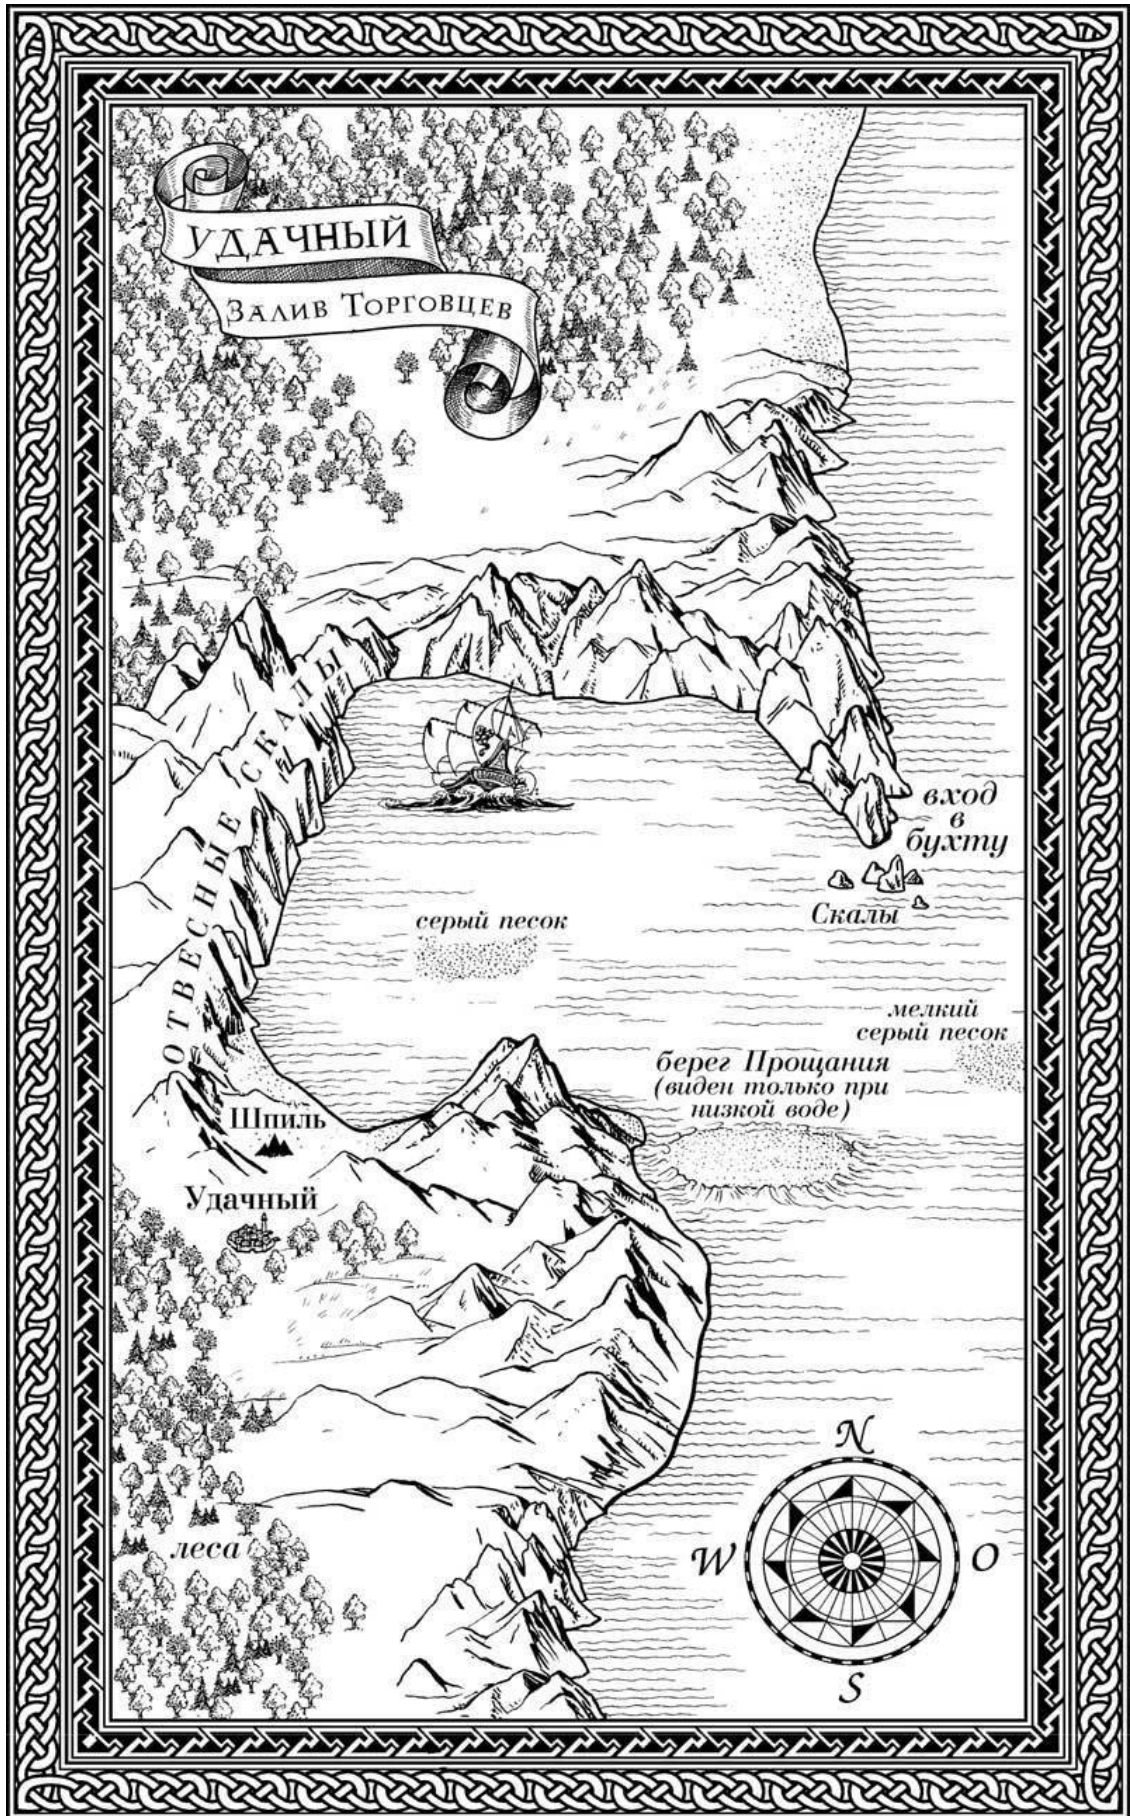 УДАЧНЫЙ
ЗАЛИВ ТОРГОВЦЕВ
ОТВЕСНЫЕ СКАЛЫ
вход
в
бухту
Скалы
серый песок
мелкий
серый песок
берег Прощания
(виден только при
низкой воде)
Шпиль
Удачный
леса
N
W
O
S